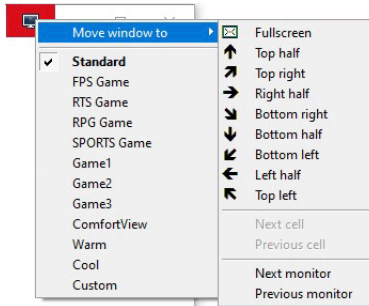 Move window to
Standard
FPS Game
RTS Game
RPG Game
SPORTS Game
Game1
Game2
Game3
ComfortView
Warm
Cool
Custom
Fullscreen
Top half
Top right
Right half
Bottom right
Bottom half
Bottom left
Left half
Top left
Next cell
Previous cell
Next monitor
Previous monitor